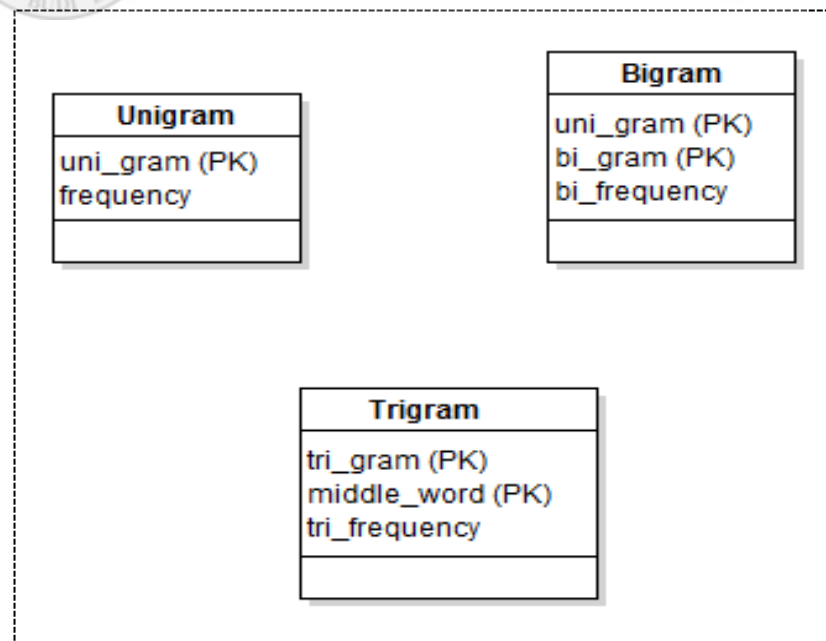 Unigram
uni_gram (PK)
frequency
Bigram
uni_gram (PK)
bi_gram (PK)
bi_frequency
Trigram
tri_gram (PK)
middle_word (PK)
tri_frequency